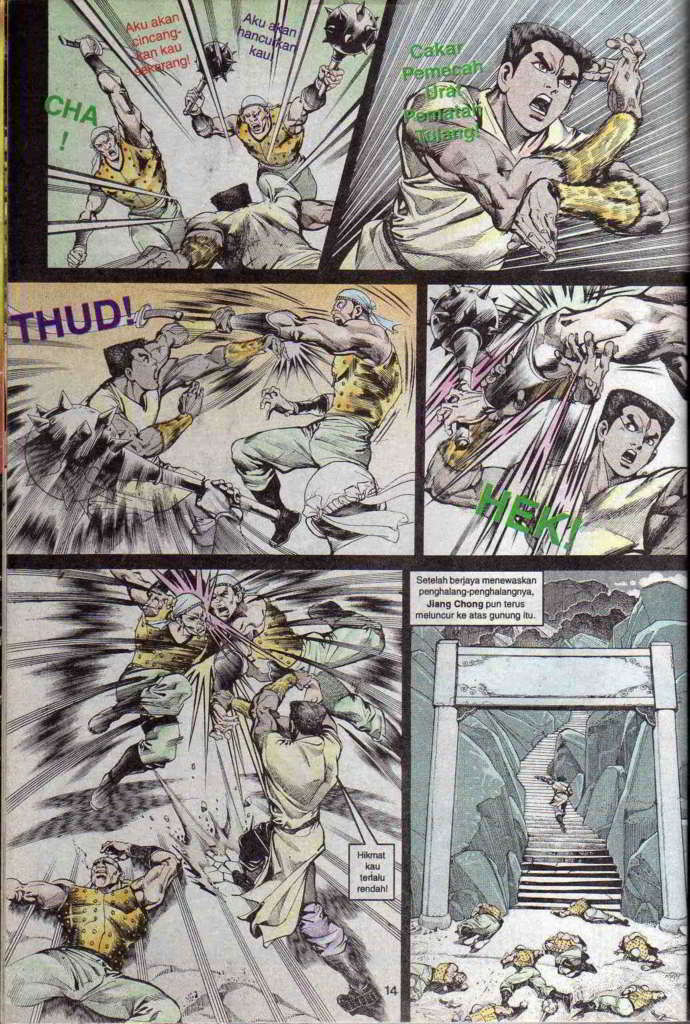 Aku akan
cincang-
kan kau
sekarang!
Aku akan
hancurkan
kau!
CHA
!
Cakar
Pemecah
Urat
Pematah
Tulang!
THUD!
HEK!
Hikmat
kau
terlalu
rendah!
Setelah berjaya menewaskan
penghalang-penghalangnya,
Jiang Chong pun terus
meluncur ke atas gunung itu.
14